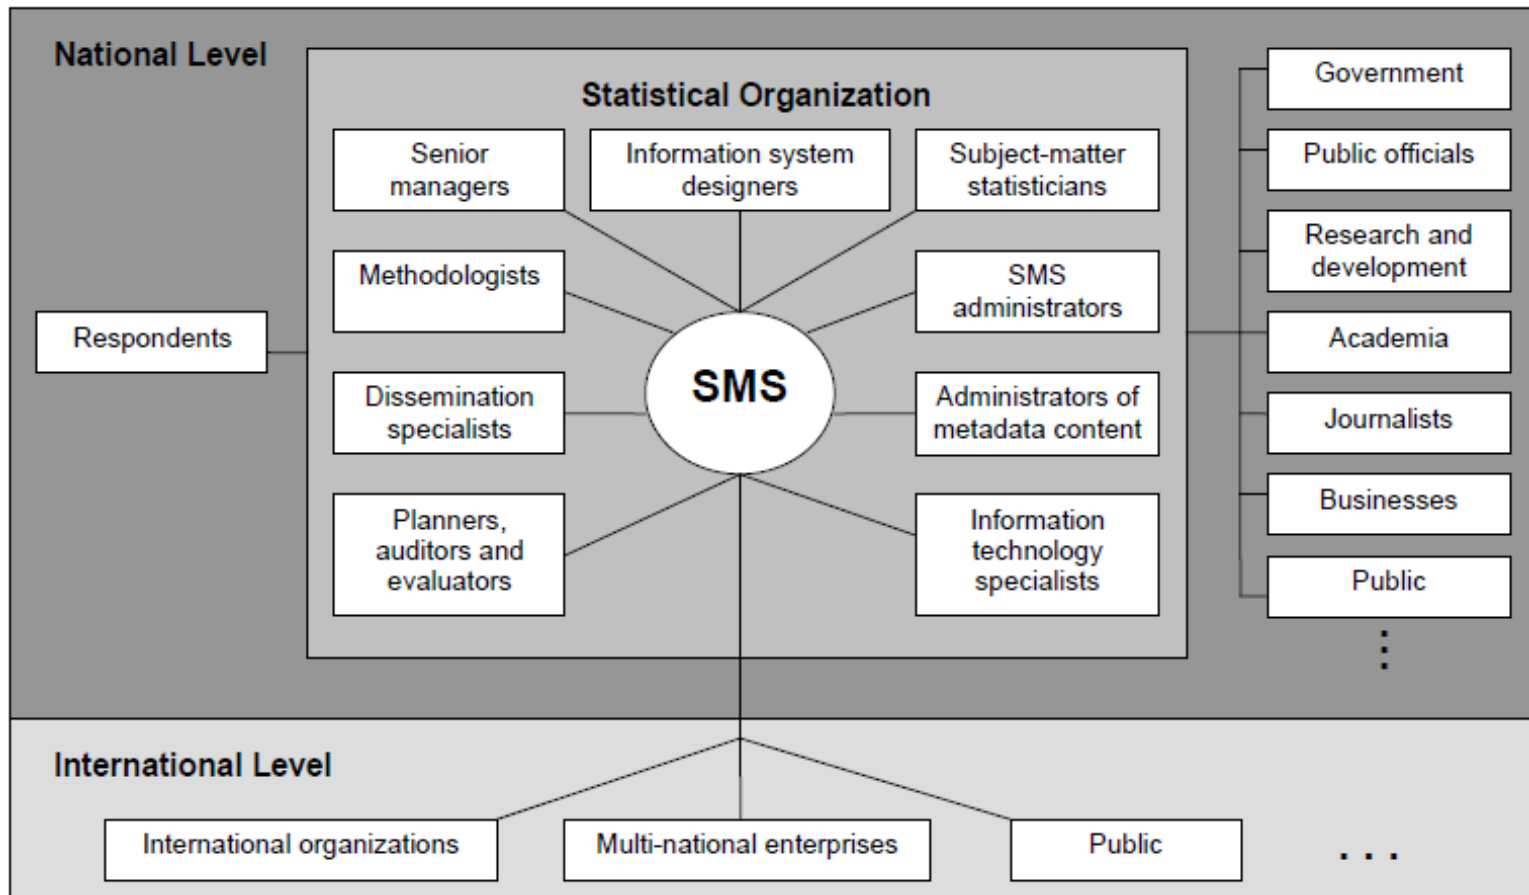 National Level
Statistical Organization
Senior
managers
Information system
designers
Subject-matter
statisticians
Methodologists
SMS
administrators
Respondents
SMS
Dissemination
specialists
Administrators of
metadata content
Planners,
auditors and
evaluators
Information
technology
specialists
Government
Public officials
Research and
development
Academia
Journalists
Businesses
Public
...
International Level
International organizations
Multi-national enterprises
Public
...